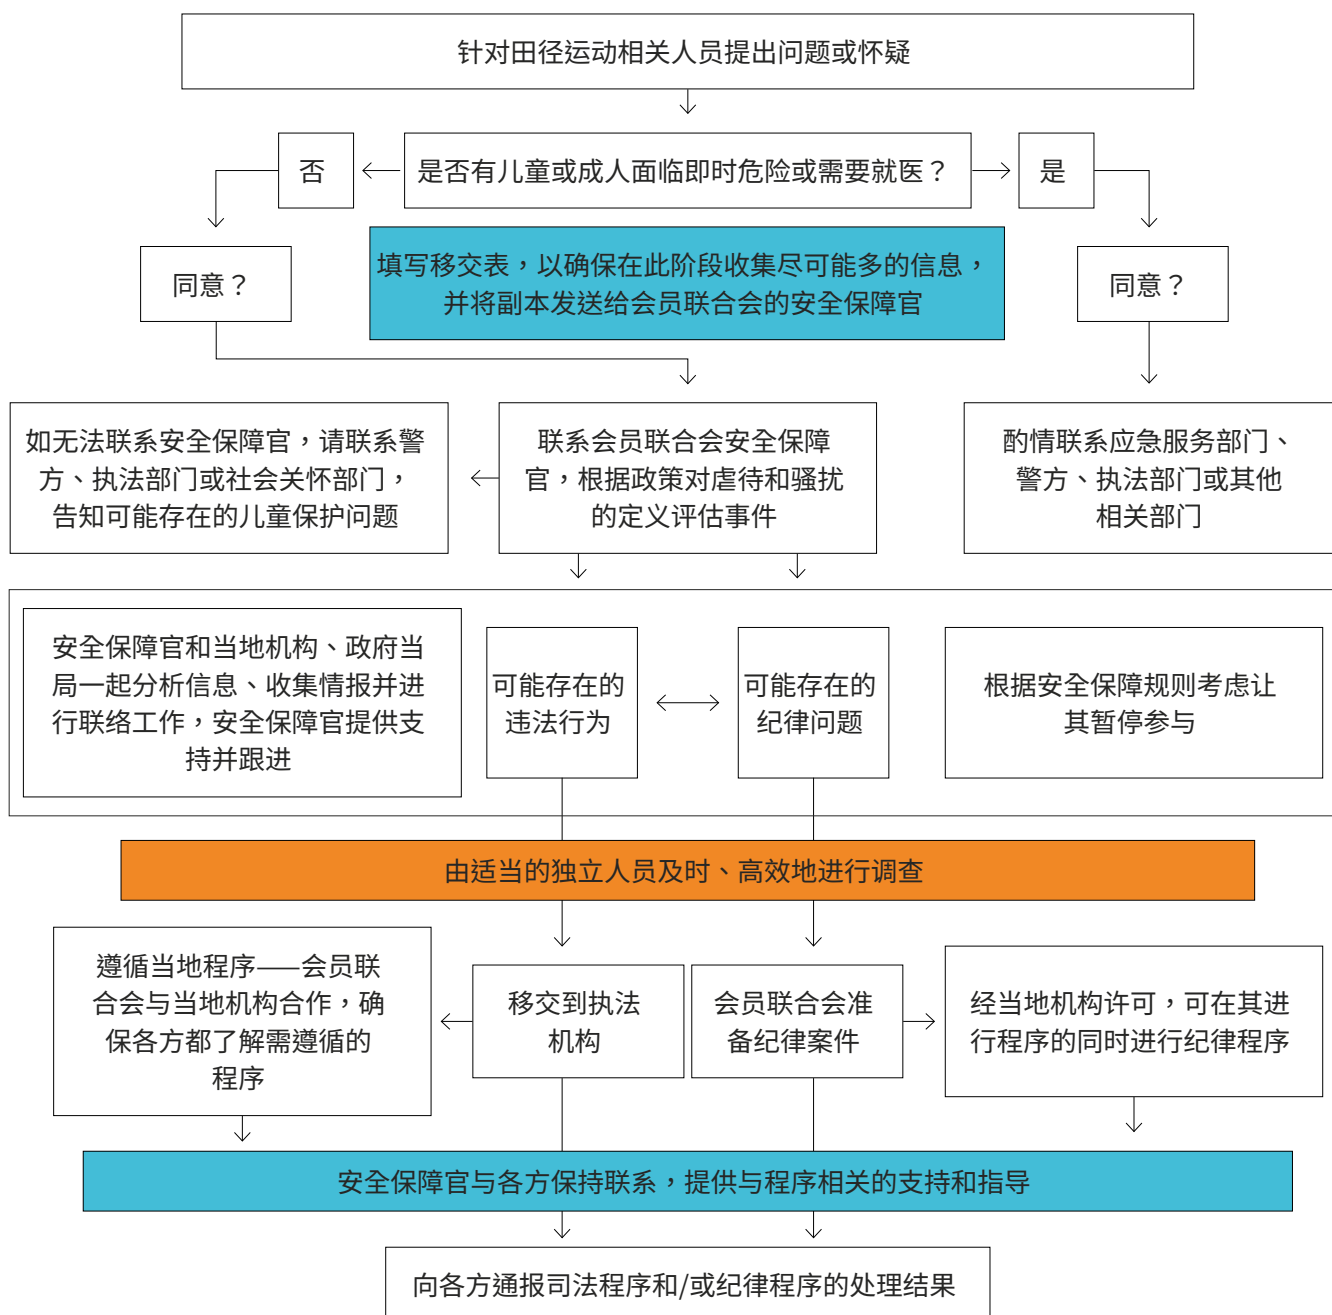 针对田径运动相关人员提出问题或怀疑
否
是否有儿童或成人面临即时危险或需要就医？
是
同意？
填写移交表，以确保在此阶段收集尽可能多的信息，
并将副本发送给会员联合会的安全保障官
同意？
如无法联系安全保障官，请联系警
方、执法部门或社会关怀部门，
告知可能存在的儿童保护问题
联系会员联合会安全保障
官，根据政策对虐待和骚扰
的定义评估事件
酌情联系应急服务部门、
警方、执法部门或其他
相关部门
安全保障官和当地机构、政府当
局一起分析信息、收集情报并进
行联络工作，安全保障官提供支
持并跟进
可能存在的
违法行为
可能存在的
纪律问题
根据安全保障规则考虑让
其暂停参与
由适当的独立人员及时、高效地进行调查
遵循当地程序——会员联
合会与当地机构合作，确
保各方都了解需遵循的
程序
移交到执法
机构
会员联合会准
备纪律案件
经当地机构许可，可在其进
行程序的同时进行纪律程序
安全保障官与各方保持联系，提供与程序相关的支持和指导
向各方通报司法程序和/或纪律程序的处理结果